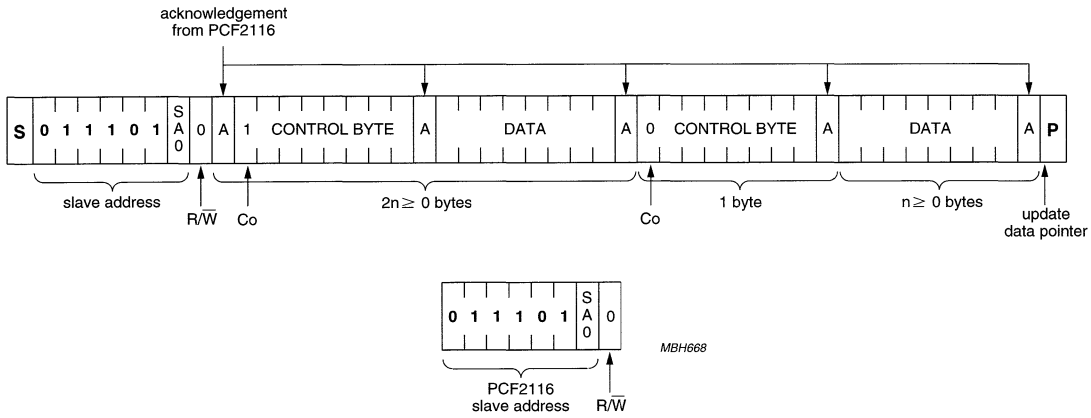 acknowledgement
from PCF2116
S 0 1 1 1 0 1 SA0 0 A 1 CONTROL BYTE A DATA A 0 CONTROL BYTE A DATA A P
slave address
R/W̅
Co
2n ≥ 0 bytes
Co
1 byte
n ≥ 0 bytes
update
data pointer
0 1 1 1 0 1 SA0 0
MBH668
PCF2116
slave address
R/W̅